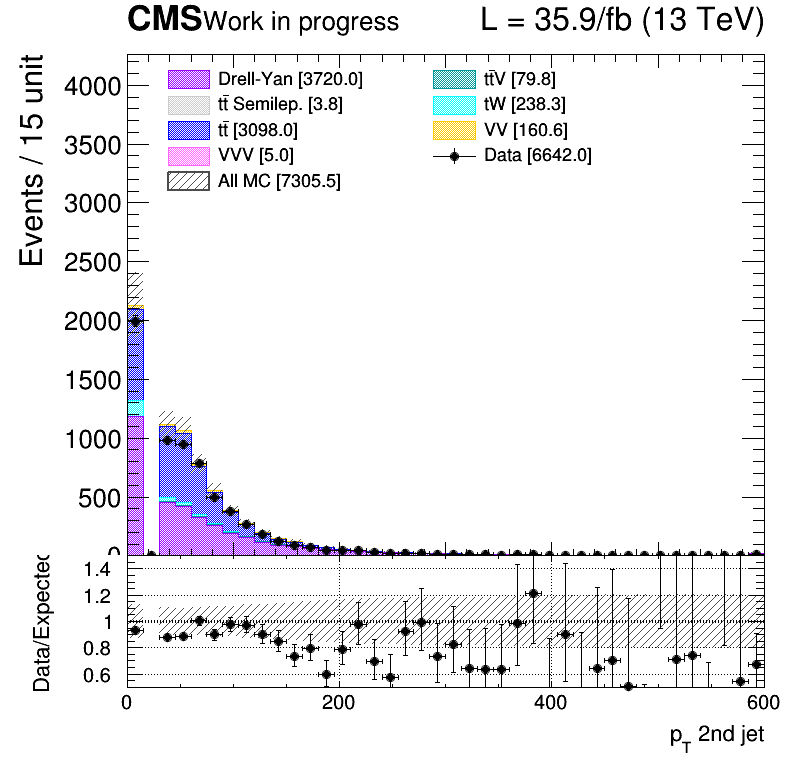 CMS Work in progress L = 35.9/fb (13 TeV)
Events / 15 unit
4000
3500
3000
2500
2000
1500
1000
500
0
Drell-Yan [3720.0]
tt̄ Semilep. [3.8]
tt̄ [3098.0]
VVV [5.0]
All MC [7305.5]
tt̄V [79.8]
tW [238.3]
VV [160.6]
Data [6642.0]
Data/Expected
1.4
1.2
1
0.8
0.6
0 200 400 600
p_T 2nd jet